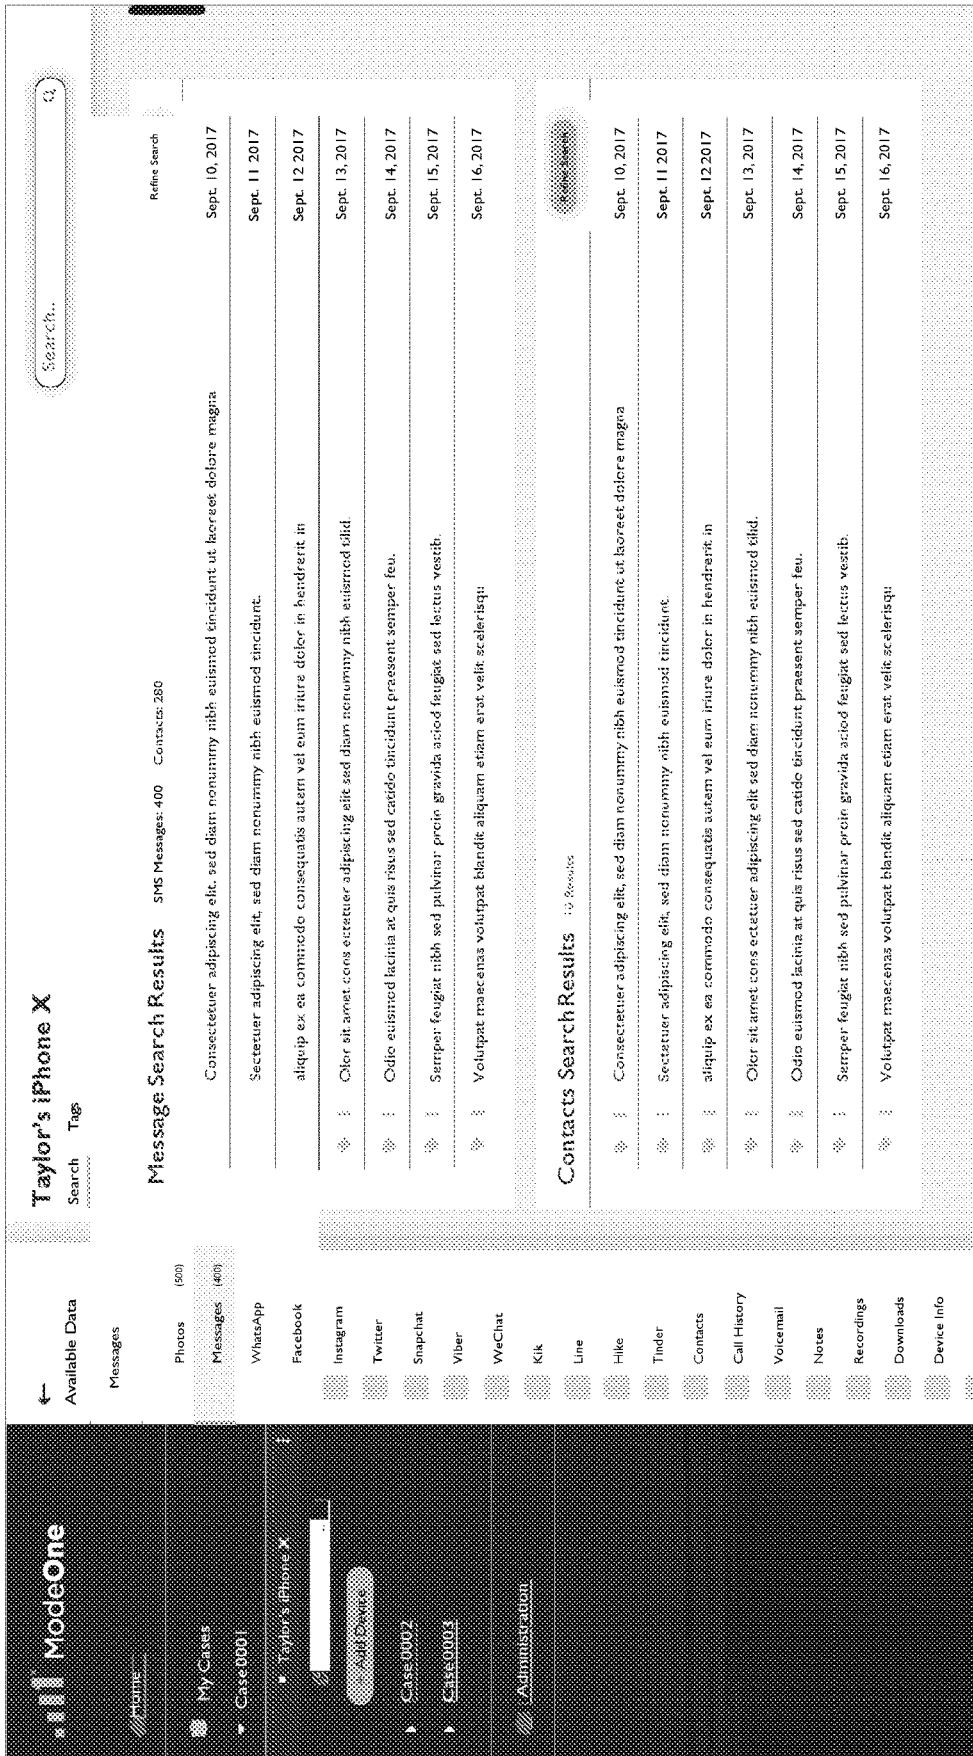 ModeOne
Home
My Cases
Case0001
Taylor's iPhone X
Add Device
Case0002
Case0003
Administration
←
Available Data
Messages
Photos (500)
Messages (400)
WhatsApp
Facebook
Instagram
Twitter
Snapchat
Viber
WeChat
Kik
Line
Hike
Tinder
Contacts
Call History
Voicemail
Notes
Recordings
Downloads
Device Info
Taylor's iPhone X
Search Tags
Search..
Message Search Results SMS Messages: 400 Contacts: 280 Refine Search
Consectetuer adipiscing elit, sed diam nonummy nibh euismod tincidunt ut laoreet dolore magna Sept. 10, 2017
Sectetuer adipiscing elit, sed diam nonummy nibh euismod tincidunt. Sept. 11 2017
aliquip ex ea commodo consequatis autem vel eum iriure dolor in hendrerit in Sept. 12 2017
Olor sit amet cons ectetuer adipiscing elit sed diam nonummy nibh euismod tilid. Sept. 13, 2017
Odio euismod lacinia at quis risus sed catido tincidunt praesent semper feu. Sept. 14, 2017
Semper feugiat nibh sed pulvinar proin gravida aciod feugiat sed lectus vestib. Sept. 15, 2017
Volutpat maecenas volutpat blandit aliquam etiam erat velit scelerisqu Sept. 16, 2017
Contacts Search Results 10 Results Refine Search
Consectetuer adipiscing elit, sed diam nonummy nibh euismod tincidunt ut laoreet dolore magna Sept. 10, 2017
Sectetuer adipiscing elit, sed diam nonummy nibh euismod tincidunt. Sept. 11 2017
aliquip ex ea commodo consequatis autem vel eum iriure dolor in hendrerit in Sept. 12 2017
Olor sit amet cons ectetuer adipiscing elit sed diam nonummy nibh euismod tilid. Sept. 13, 2017
Odio euismod lacinia at quis risus sed catido tincidunt praesent semper feu. Sept. 14, 2017
Semper feugiat nibh sed pulvinar proin gravida aciod feugiat sed lectus vestib. Sept. 15, 2017
Volutpat maecenas volutpat blandit aliquam etiam erat velit scelerisqu Sept. 16, 2017